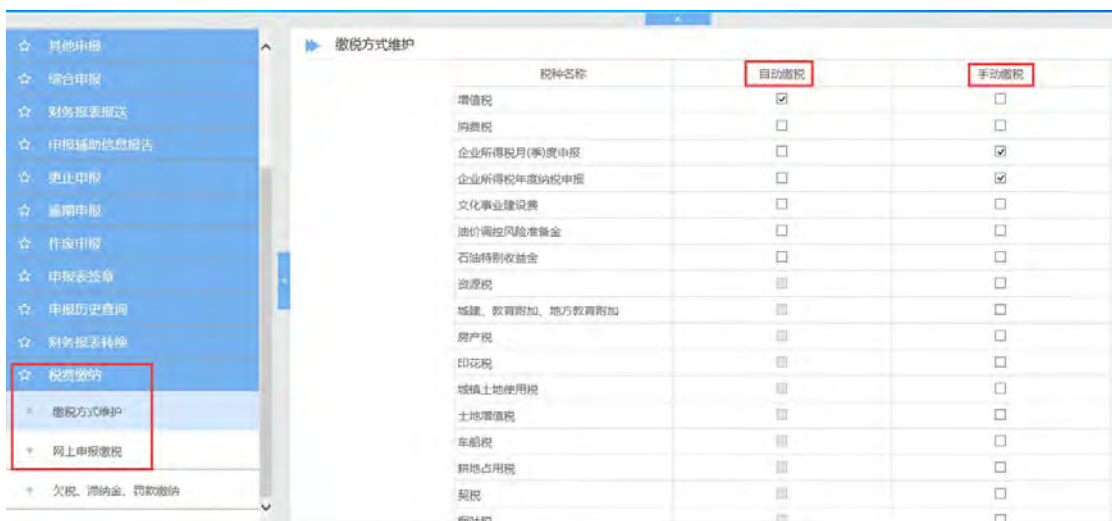 其他申报
综合申报
财务报表报送
申报辅助信息报告
更正申报
逾期申报
作废申报
申报表签章
申报历史查询
财务报表转换
税费缴纳
缴税方式维护
网上申报缴税
欠税、滞纳金、罚款缴纳
缴税方式维护
税种名称 自动缴税 手动缴税
增值税
消费税
企业所得税月(季)度申报
企业所得税年度纳税申报
文化事业建设费
油价调控风险准备金
石油特别收益金
资源税
城建、教育附加、地方教育附加
房产税
印花税
城镇土地使用税
土地增值税
车船税
耕地占用税
契税
烟叶税